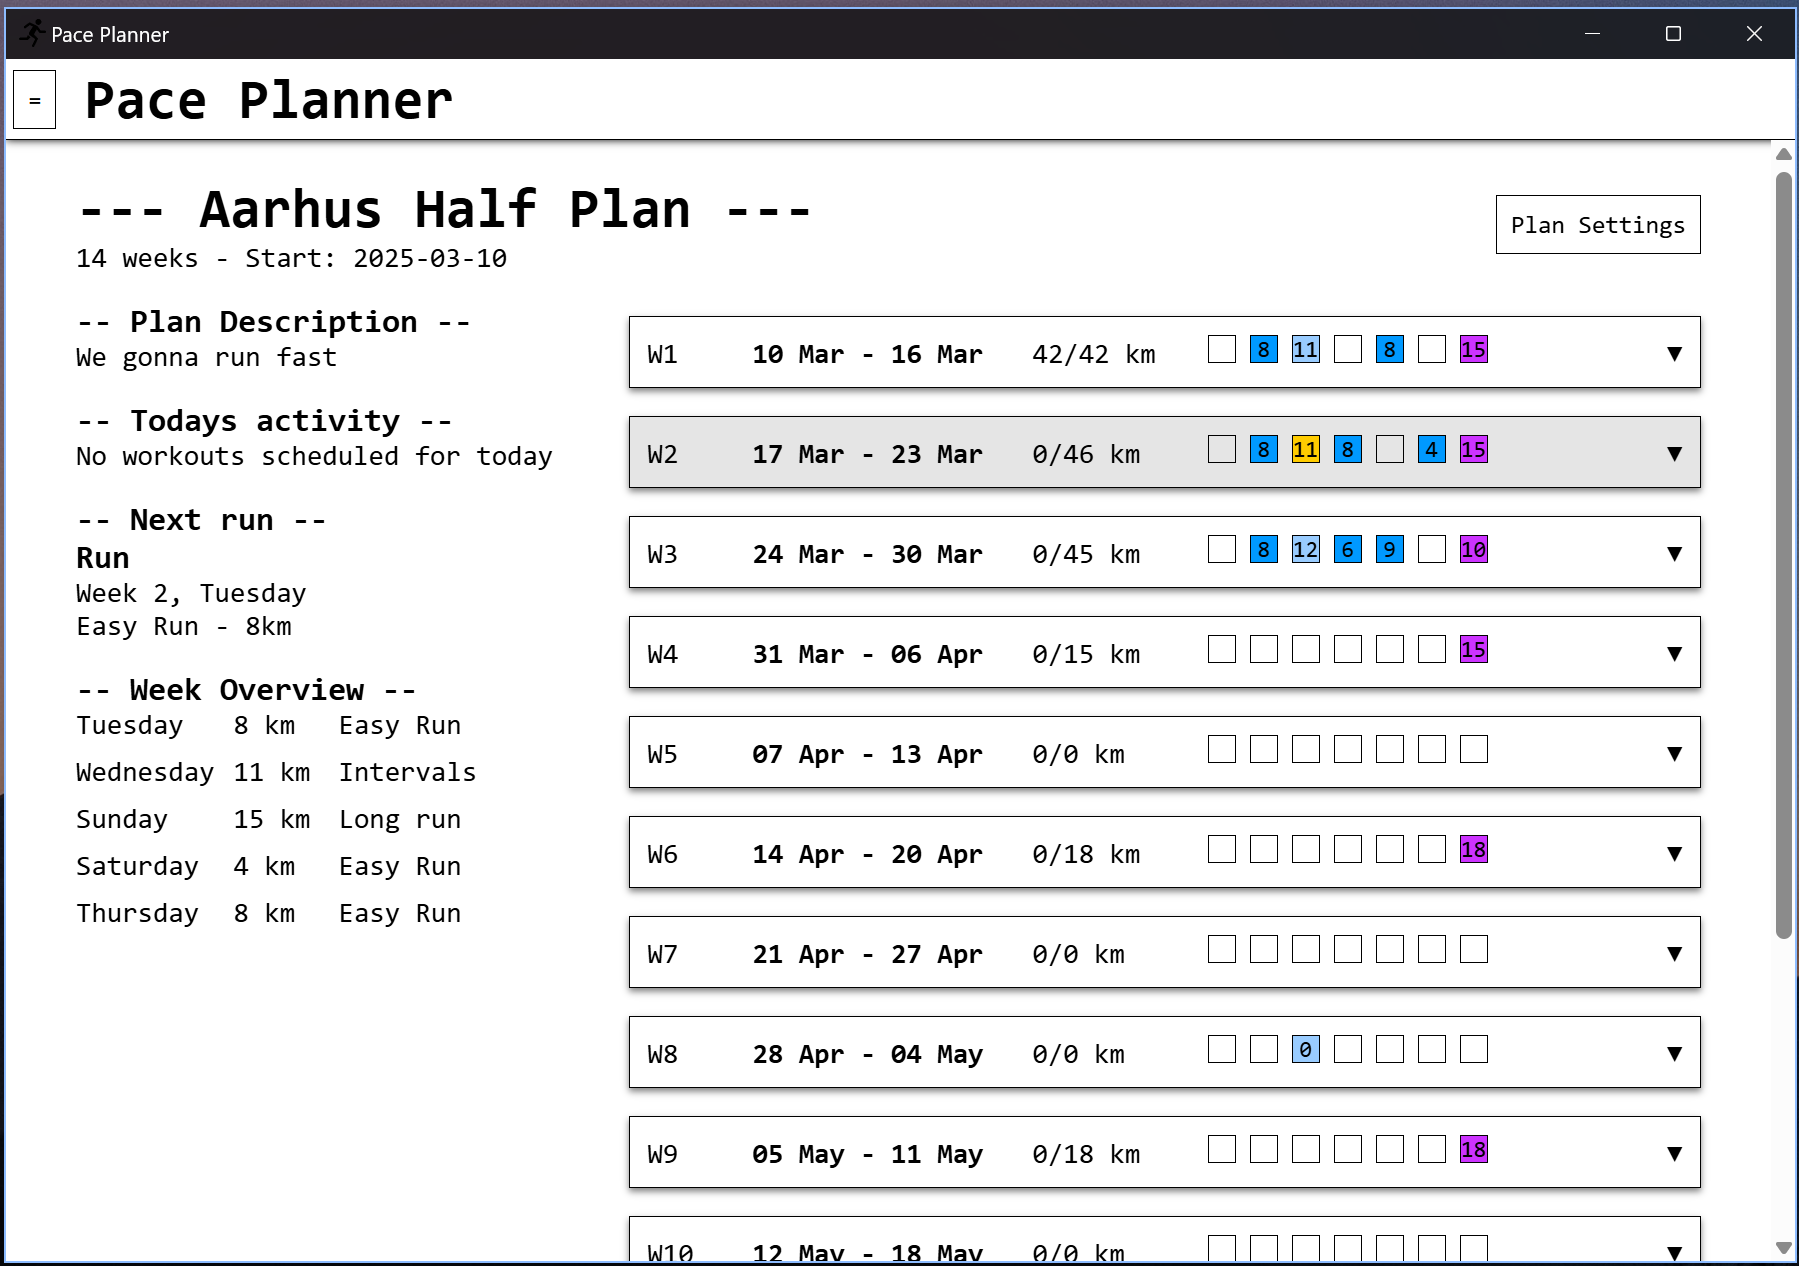 Pace Planner
= Pace Planner
--- Aarhus Half Plan ---
14 weeks - Start: 2025-03-10
Plan Settings
-- Plan Description --
We gonna run fast
-- Todays activity --
No workouts scheduled for today
-- Next run --
Run
Week 2, Tuesday
Easy Run - 8km
-- Week Overview --
Tuesday 8 km Easy Run
Wednesday 11 km Intervals
Sunday 15 km Long run
Saturday 4 km Easy Run
Thursday 8 km Easy Run
W1 10 Mar - 16 Mar 42/42 km 8 11 8 15 ▼
W2 17 Mar - 23 Mar 0/46 km 8 11 8 4 15 ▼
W3 24 Mar - 30 Mar 0/45 km 8 12 6 9 10 ▼
W4 31 Mar - 06 Apr 0/15 km 15 ▼
W5 07 Apr - 13 Apr 0/0 km ▼
W6 14 Apr - 20 Apr 0/18 km 18 ▼
W7 21 Apr - 27 Apr 0/0 km ▼
W8 28 Apr - 04 May 0/0 km 0 ▼
W9 05 May - 11 May 0/18 km 18 ▼
W10 12 May - 18 May 0/0 km ▼